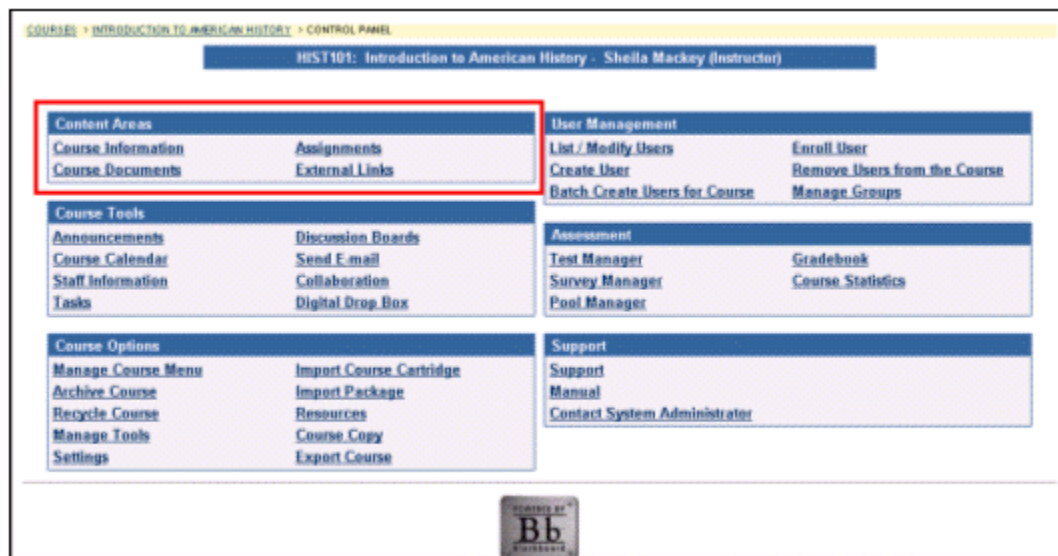 COURSES > INTRODUCTION TO AMERICAN HISTORY > CONTROL PANEL
HIST101: Introduction to American History - Sheila Mackey (Instructor)
Content Areas
Course Information Assignments
Course Documents External Links
Course Tools
Announcements Discussion Boards
Course Calendar Send E-mail
Staff Information Collaboration
Tasks Digital Drop Box
Course Options
Manage Course Menu Import Course Cartridge
Archive Course Import Package
Recycle Course Resources
Manage Tools Course Copy
Settings Export Course
User Management
List / Modify Users Enroll User
Create User Remove Users from the Course
Batch Create Users for Course Manage Groups
Assessment
Test Manager Gradebook
Survey Manager Course Statistics
Pool Manager
Support
Support
Manual
Contact System Administrator
POWERED BY
Bb
Blackboard